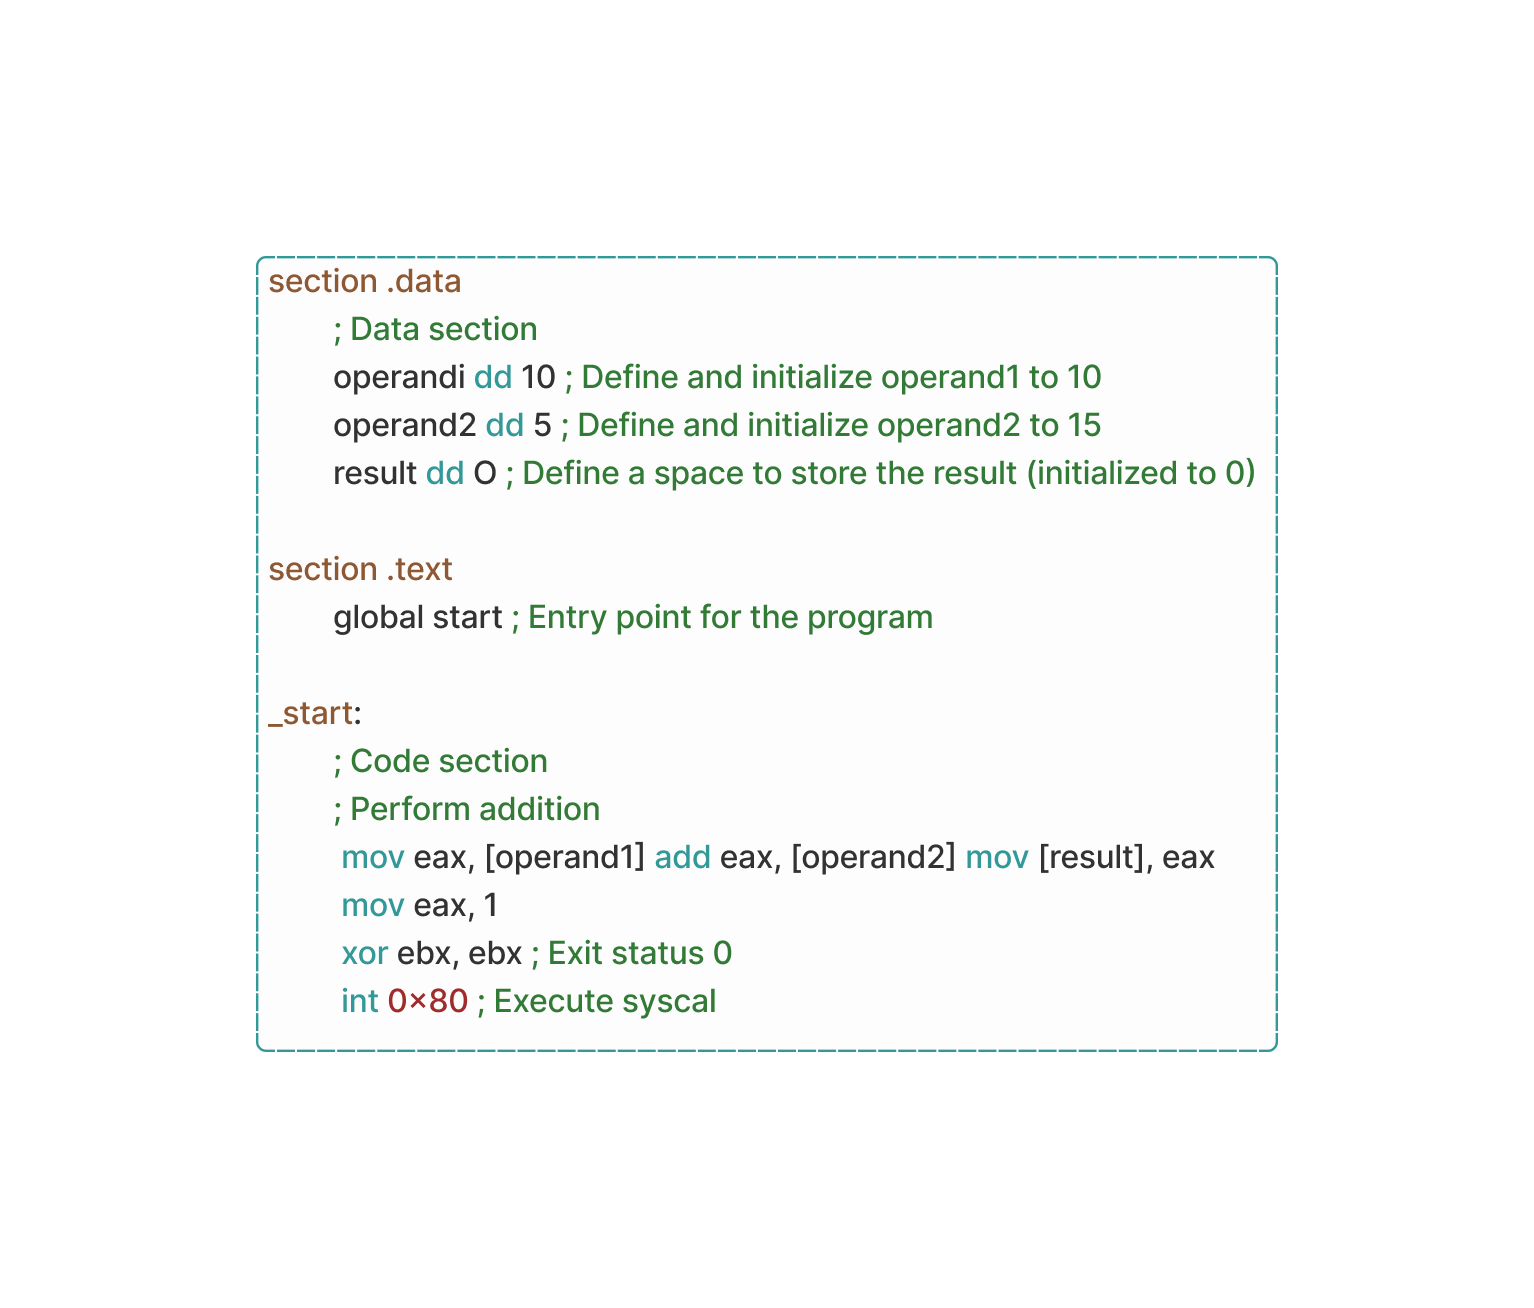 section .data
; Data section
operandi dd 10 ; Define and initialize operand1 to 10
operand2 dd 5 ; Define and initialize operand2 to 15
result dd O ; Define a space to store the result (initialized to 0)
section .text
global start ; Entry point for the program
_start:
; Code section
; Perform addition
mov eax, [operand1] add eax, [operand2] mov [result], eax
mov eax, 1
xor ebx, ebx ; Exit status 0
int 0×80 ; Execute syscal